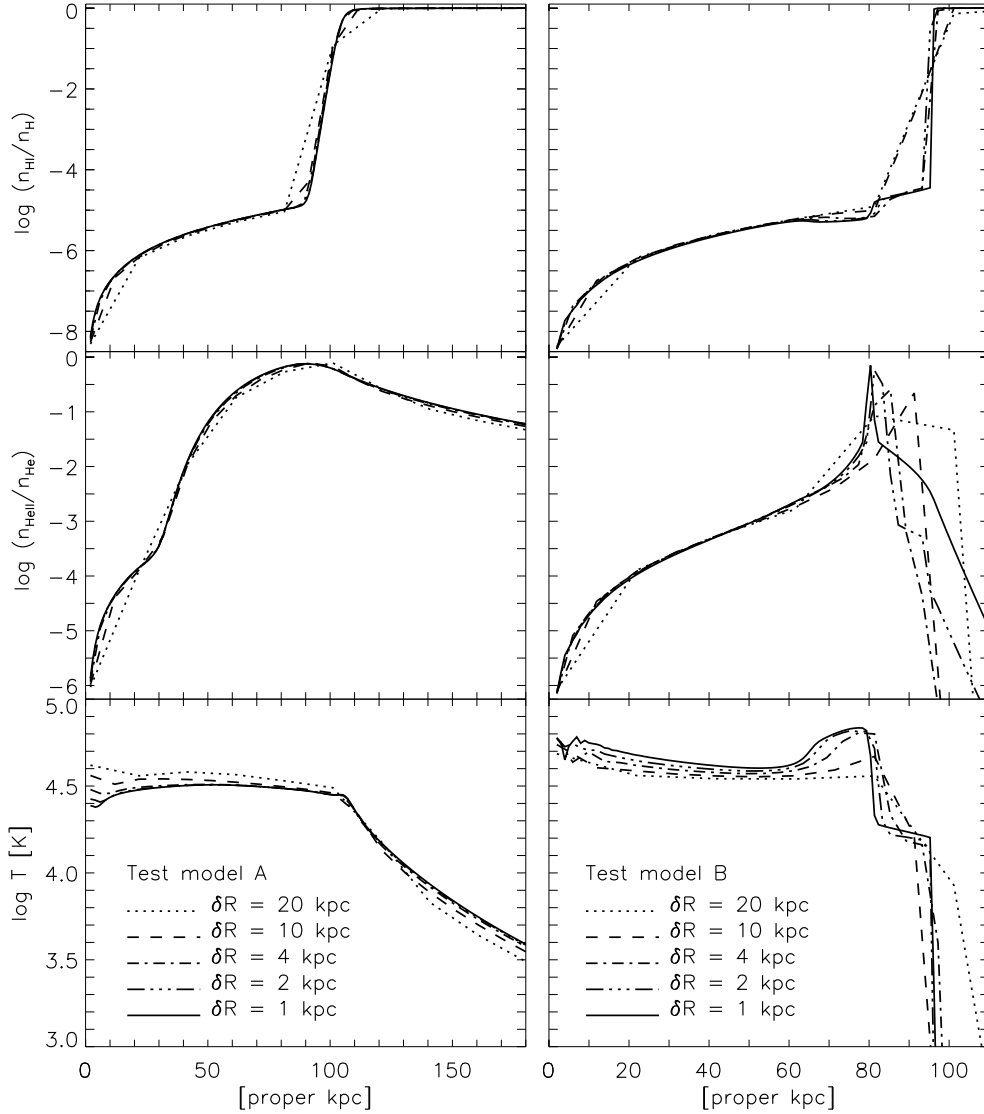 0
−2
−4
−6
−8
log (n_HI/n_H)
0
−1
−2
−3
−4
−5
−6
log (n_HeII/n_He)
5.0
4.5
4.0
3.5
3.0
log T [K]
Test model A
δR = 20 kpc
δR = 10 kpc
δR = 4 kpc
δR = 2 kpc
δR = 1 kpc
Test model B
δR = 20 kpc
δR = 10 kpc
δR = 4 kpc
δR = 2 kpc
δR = 1 kpc
0 50 100 150
[proper kpc]
0 20 40 60 80 100
[proper kpc]